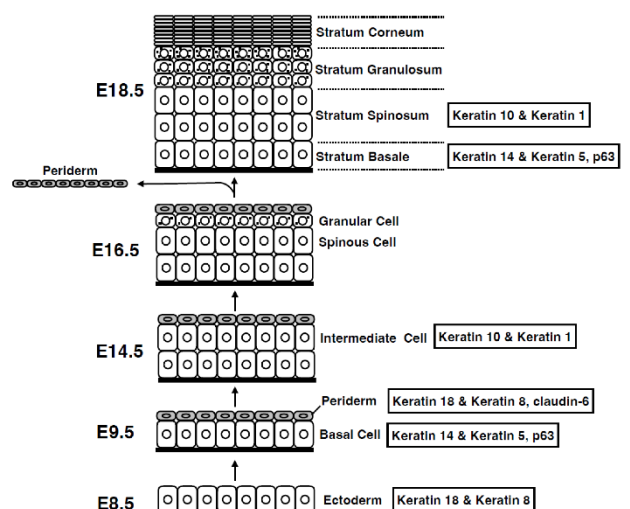 Stratum Corneum
Stratum Granulosum
E18.5
Stratum Spinosum Keratin 10 & Keratin 1
Stratum Basale Keratin 14 & Keratin 5, p63
Periderm
Granular Cell
E16.5 Spinous Cell
E14.5 Intermediate Cell Keratin 10 & Keratin 1
Periderm Keratin 18 & Keratin 8, claudin-6
E9.5 Basal Cell Keratin 14 & Keratin 5, p63
E8.5 Ectoderm Keratin 18 & Keratin 8